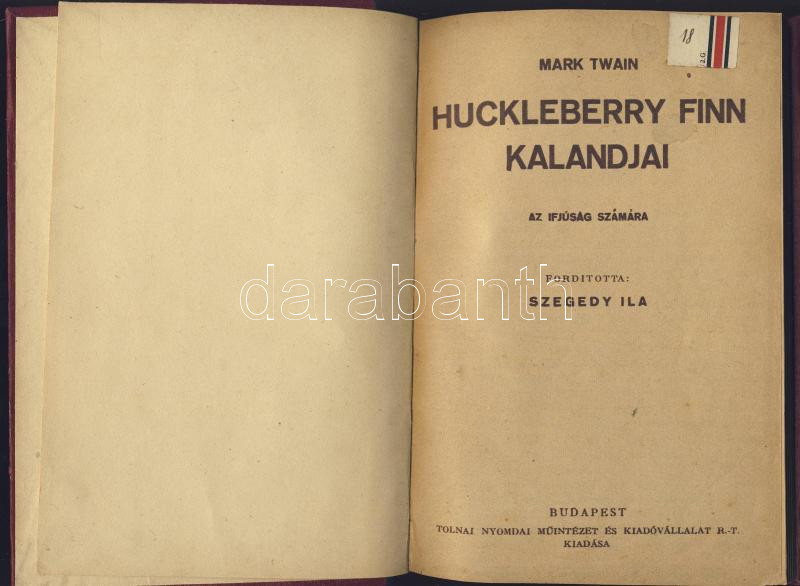 18
2.G
MARK TWAIN
HUCKLEBERRY FINN
KALANDJAI
AZ IFJÚSÁG SZÁMÁRA
FORDITOTTA:
SZEGEDY ILA
darabanth
BUDAPEST
TOLNAI NYOMDAI MŰINTÉZET ÉS KIADÓVÁLLALAT R.-T.
KIADÁSA